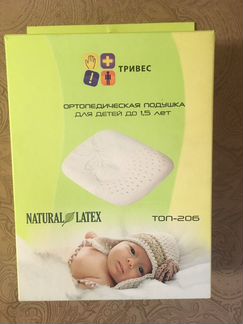 ТРИВЕС
ОРТОПЕДИЧЕСКАЯ ПОДУШКА
ДЛЯ ДЕТЕЙ ДО 1,5 ЛЕТ
NATURAL LATEX
ТОП-206